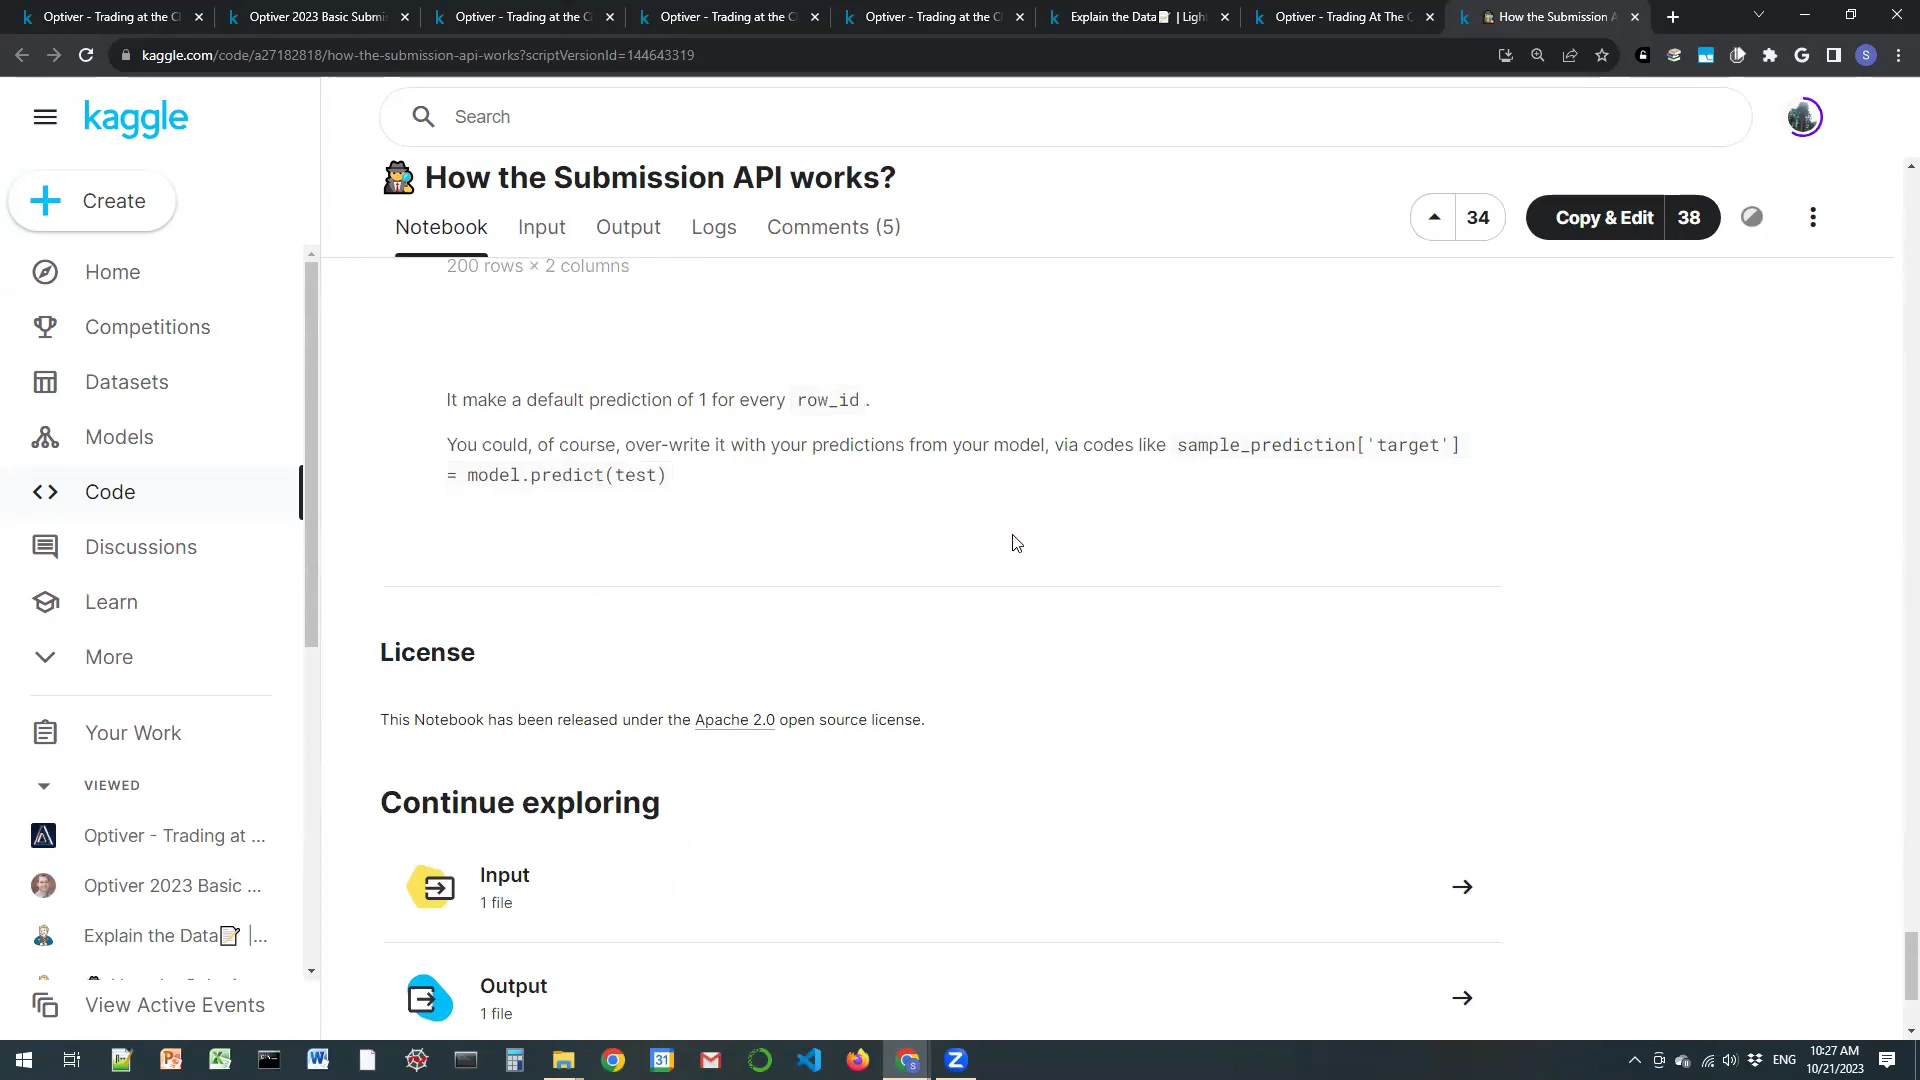 Optiver - Trading at the Cl
Optiver 2023 Basic Submis
Optiver - Trading at the Cl
Optiver - Trading at the Cl
Optiver - Trading at the Cl
Explain the Data📝 | Ligh
Optiver - Trading At The C
How the Submission A
kaggle.com/code/a27182818/how-the-submission-api-works?scriptVersionId=144643319
S
kaggle
Search
Create
How the Submission API works?
Notebook
Input
Output
Logs
Comments (5)
34
Copy & Edit
38
Home
Competitions
Datasets
Models
Code
Discussions
Learn
More
Your Work
VIEWED
Optiver - Trading at ...
Optiver 2023 Basic ...
Explain the Data📝 |...
View Active Events
200 rows × 2 columns
It make a default prediction of 1 for every row_id .
You could, of course, over-write it with your predictions from your model, via codes like sample_prediction['target']
= model.predict(test)
License
This Notebook has been released under the Apache 2.0 open source license.
Continue exploring
Input
1 file
Output
1 file
ENG
10:27 AM
10/21/2023